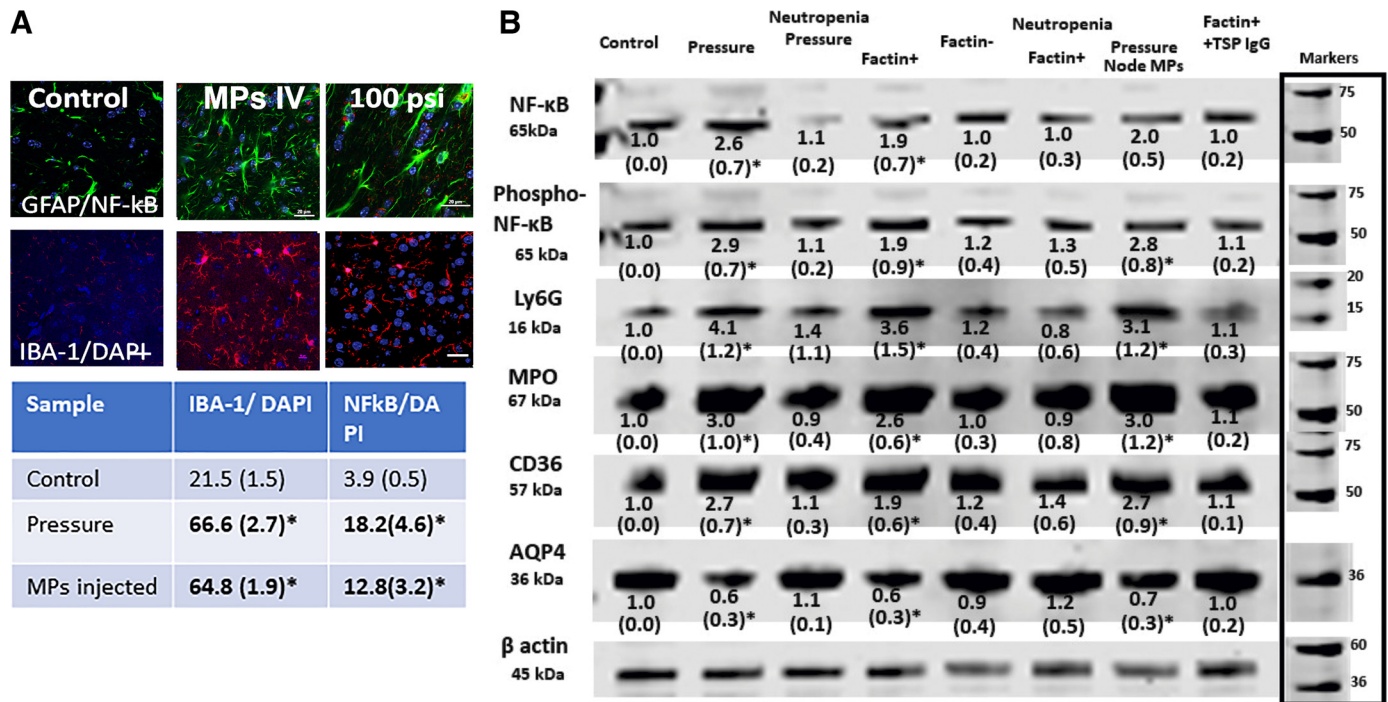 A
Control
MPs IV
100 psi
GFAP/NF-kB
20 μm
20 μm
IBA-1/DAPI
Sample
IBA-1/ DAPI
NFkB/DA
PI
Control
21.5 (1.5)
3.9 (0.5)
Pressure
66.6 (2.7)*
18.2(4.6)*
MPs injected
64.8 (1.9)*
12.8(3.2)*
B
Control
Pressure
Neutropenia
Pressure
Factin+
Factin-
Neutropenia
Factin+
Pressure
Node MPs
Factin+
+TSP IgG
Markers
NF-κB
65kDa
1.0 2.6 1.1 1.9 1.0 1.0 2.0 1.0
(0.0) (0.7)* (0.2) (0.7)* (0.2) (0.3) (0.5) (0.2)
75
50
Phospho-
NF-κB
65 kDa
1.0 2.9 1.1 1.9 1.2 1.3 2.8 1.1
(0.0) (0.7)* (0.2) (0.9)* (0.4) (0.5) (0.8)* (0.2)
75
50
Ly6G
16 kDa
1.0 4.1 1.4 3.6 1.2 0.8 3.1 1.1
(0.0) (1.2)* (1.1) (1.5)* (0.4) (0.6) (1.2)* (0.3)
20
15
MPO
67 kDa
1.0 3.0 0.9 2.6 1.0 0.9 3.0 1.1
(0.0) (1.0)*) (0.4) (0.6)* (0.3) (0.8) (1.2)* (0.2)
75
50
CD36
57 kDa
1.0 2.7 1.1 1.9 1.2 1.4 2.7 1.1
(0.0) (0.7)* (0.3) (0.6)* (0.4) (0.6) (0.9)* (0.1)
75
50
AQP4
36 kDa
1.0 0.6 1.1 0.6 0.9 1.2 0.7 1.0
(0.0) (0.3)* (0.1) (0.3)* (0.4) (0.5) (0.3)* (0.2)
36
β actin
45 kDa
60
36